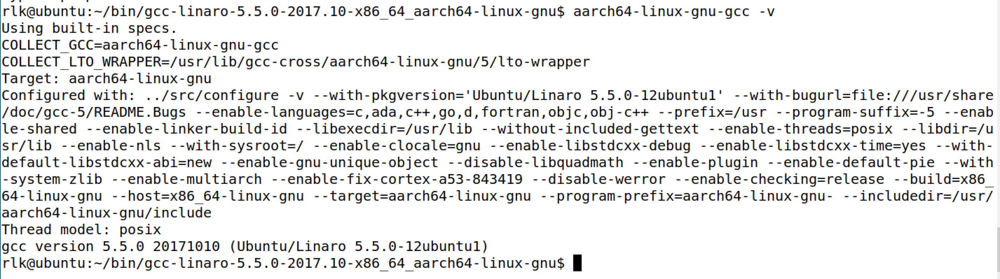 rlk@ubuntu:~/bin/gcc-linaro-5.5.0-2017.10-x86_64_aarch64-linux-gnu$ aarch64-linux-gnu-gcc -v
Using built-in specs.
COLLECT_GCC=aarch64-linux-gnu-gcc
COLLECT_LTO_WRAPPER=/usr/lib/gcc-cross/aarch64-linux-gnu/5/lto-wrapper
Target: aarch64-linux-gnu
Configured with: ../src/configure -v --with-pkgversion='Ubuntu/Linaro 5.5.0-12ubuntu1' --with-bugurl=file:///usr/share
/doc/gcc-5/README.Bugs --enable-languages=c,ada,c++,go,d,fortran,objc,obj-c++ --prefix=/usr --program-suffix=-5 --enab
le-shared --enable-linker-build-id --libexecdir=/usr/lib --without-included-gettext --enable-threads=posix --libdir=/u
sr/lib --enable-nls --with-sysroot=/ --enable-clocale=gnu --enable-libstdcxx-debug --enable-libstdcxx-time=yes --with-
default-libstdcxx-abi=new --enable-gnu-unique-object --disable-libquadmath --enable-plugin --enable-default-pie --with
-system-zlib --enable-multiarch --enable-fix-cortex-a53-843419 --disable-werror --enable-checking=release --build=x86_
64-linux-gnu --host=x86_64-linux-gnu --target=aarch64-linux-gnu --program-prefix=aarch64-linux-gnu- --includedir=/usr/
aarch64-linux-gnu/include
Thread model: posix
gcc version 5.5.0 20171010 (Ubuntu/Linaro 5.5.0-12ubuntu1)
rlk@ubuntu:~/bin/gcc-linaro-5.5.0-2017.10-x86_64_aarch64-linux-gnu$